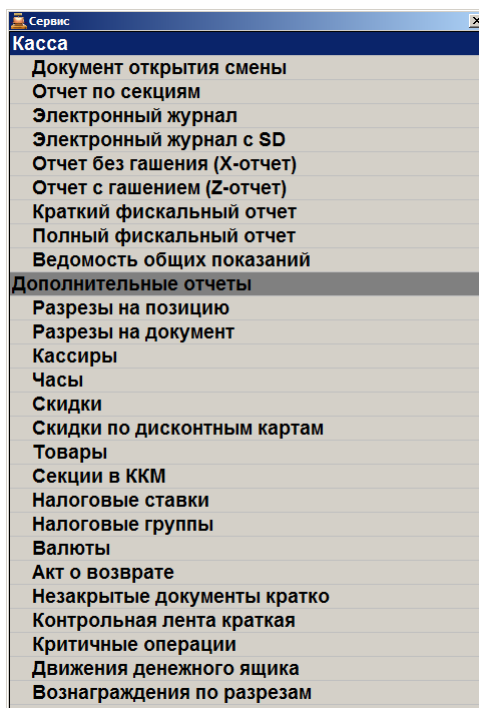 Сервис
Касса
Документ открытия смены
Отчет по секциям
Электронный журнал
Электронный журнал с SD
Отчет без гашения (X-отчет)
Отчет с гашением (Z-отчет)
Краткий фискальный отчет
Полный фискальный отчет
Ведомость общих показаний
Дополнительные отчеты
Разрезы на позицию
Разрезы на документ
Кассиры
Часы
Скидки
Скидки по дисконтным картам
Товары
Секции в ККМ
Налоговые ставки
Налоговые группы
Валюты
Акт о возврате
Незакрытые документы кратко
Контрольная лента краткая
Критичные операции
Движения денежного ящика
Вознаграждения по разрезам